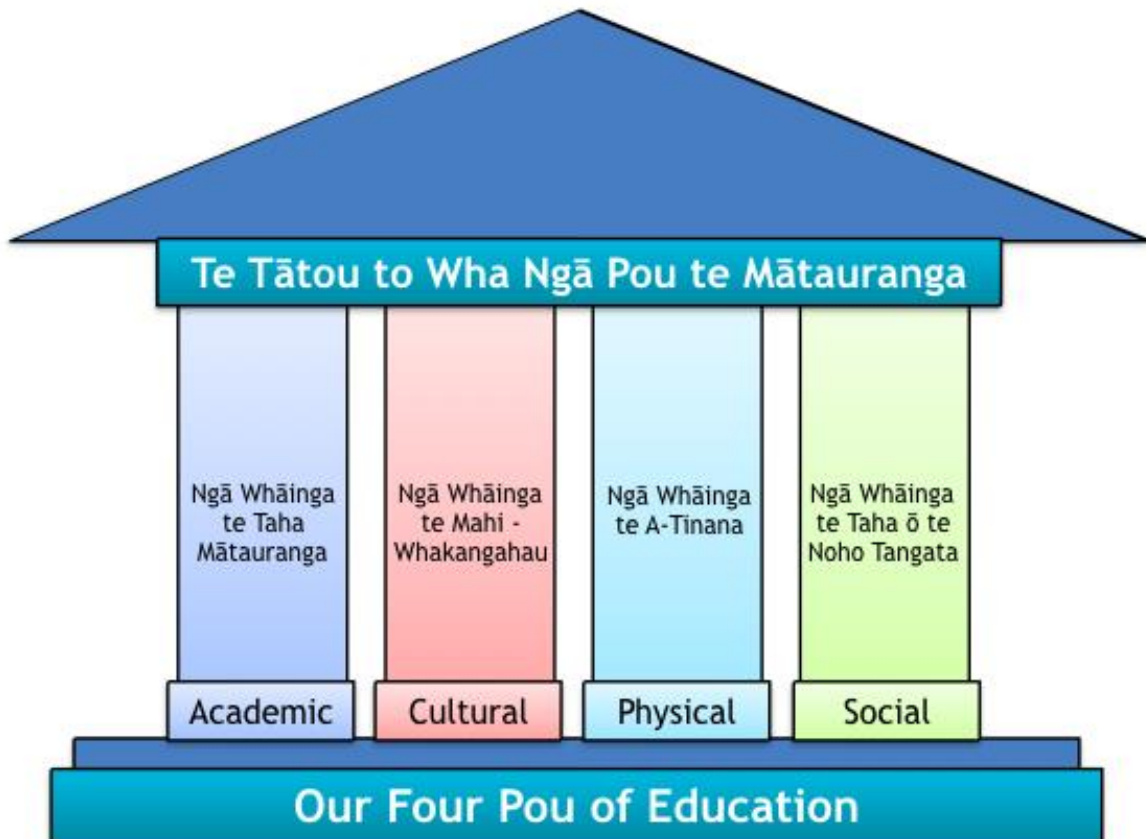 Te Tātou to Wha Ngā Pou te Mātauranga
Ngā Whāinga
te Taha
Mātauranga
Ngā Whāinga
te Mahi -
Whakangahau
Ngā Whāinga
te A-Tinana
Ngā Whāinga
te Taha ō te
Noho Tangata
Academic
Cultural
Physical
Social
Our Four Pou of Education